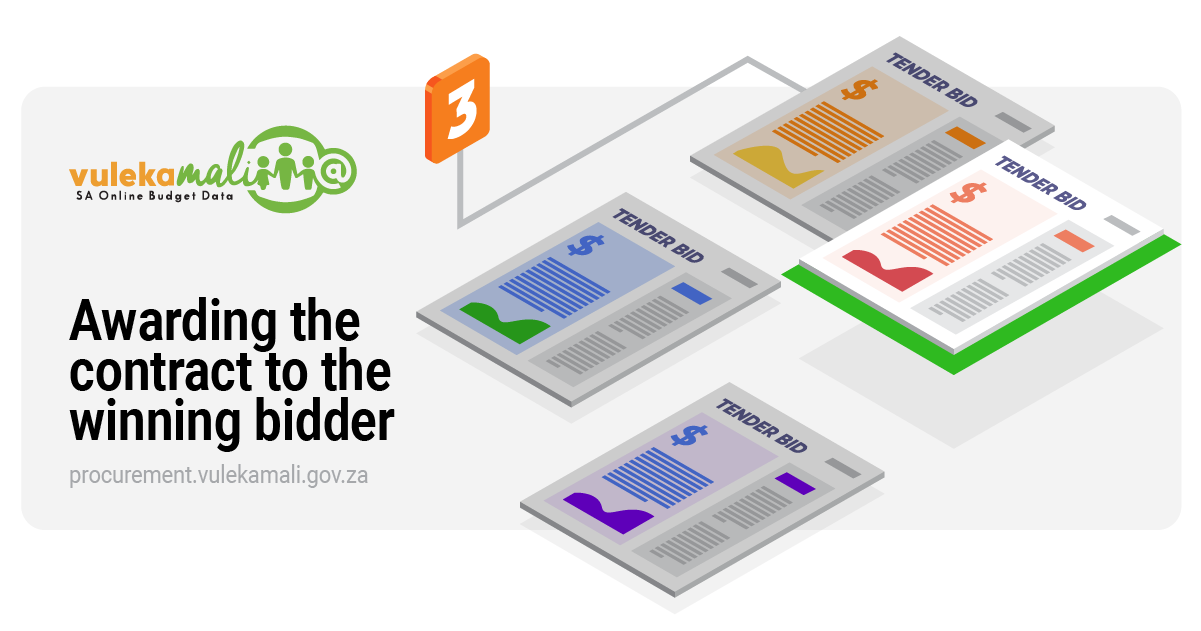 3
vulekamali
@
SA Online Budget Data
Awarding the
contract to the
winning bidder
procurement.vulekamali.gov.za
TENDER BID
$
TENDER BID
$
TENDER BID
$
TENDER BID
$